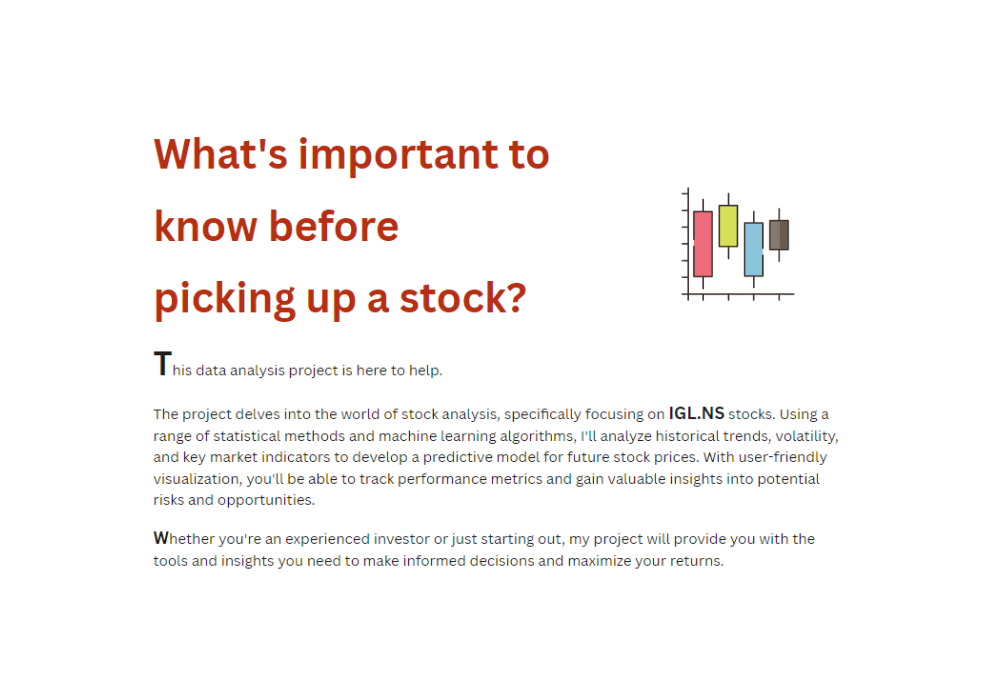 What's important to
know before
picking up a stock?
This data analysis project is here to help.
The project delves into the world of stock analysis, specifically focusing on IGL.NS stocks. Using a
range of statistical methods and machine learning algorithms, I'll analyze historical trends, volatility,
and key market indicators to develop a predictive model for future stock prices. With user-friendly
visualization, you'll be able to track performance metrics and gain valuable insights into potential
risks and opportunities.
Whether you're an experienced investor or just starting out, my project will provide you with the
tools and insights you need to make informed decisions and maximize your returns.